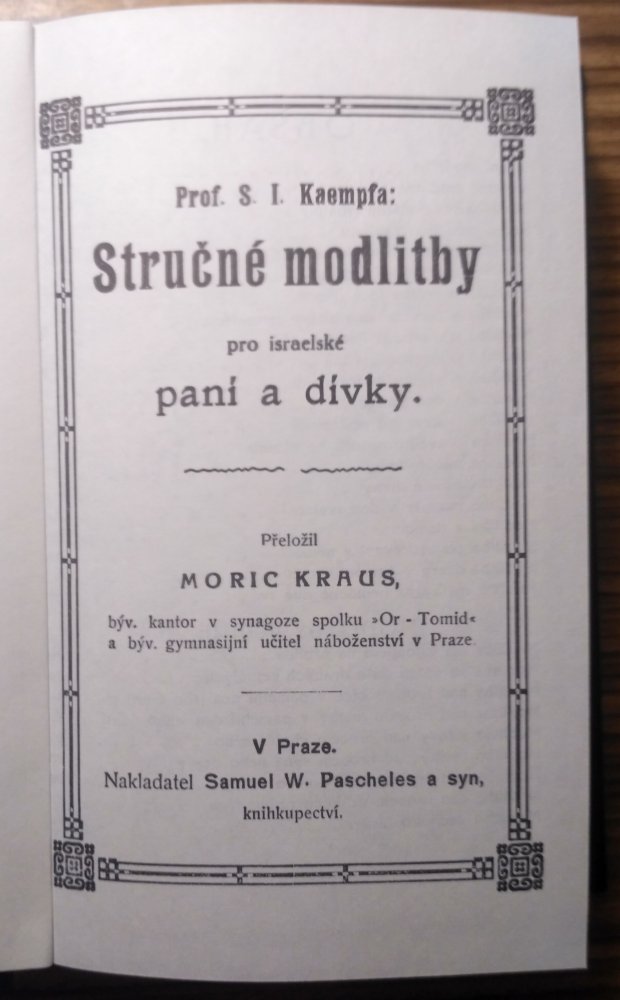 Prof. S. I. Kaempfa:
Stručné modlitby
pro israelské
paní a dívky.
Přeložil
MORIC KRAUS,
býv. kantor v synagoze spolku »Or - Tomid«
a býv. gymnasijní učitel náboženství v Praze
V Praze.
Nakladatel Samuel W. Pascheles a syn,
knihkupectví.